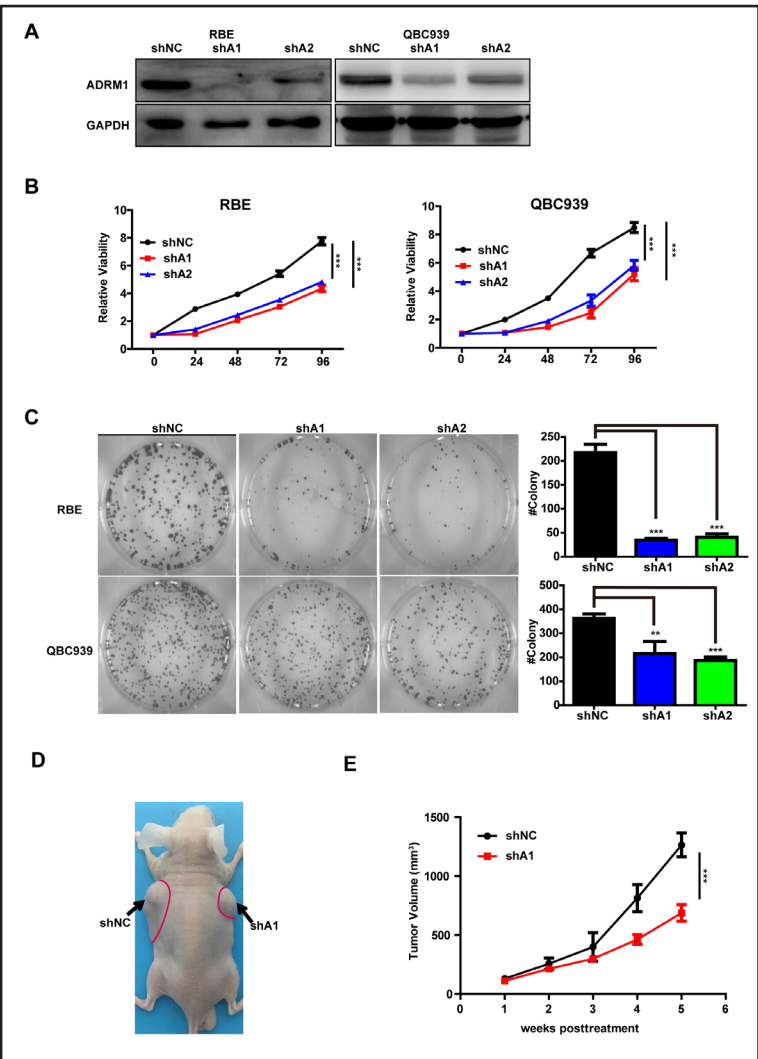 A
RBE
QBC939
shNC shA1 shA2 shNC shA1 shA2
ADRM1
GAPDH
B
RBE
Relative Viability
10
8
6
4
2
0
shNC
shA1
shA2
***
***
0 24 48 72 96
QBC939
Relative Viability
10
8
6
4
2
0
shNC
shA1
shA2
***
***
0 24 48 72 96
C
shNC shA1 shA2
RBE
QBC939
#Colony
250
200
150
100
50
0
***
***
shNC shA1 shA2
#Colony
400
300
200
100
0
**
***
shNC shA1 shA2
D
shNC
shA1
E
Tumor Volume (mm³)
1500
1000
500
0
shNC
shA1
***
0 1 2 3 4 5 6
weeks posttreatment